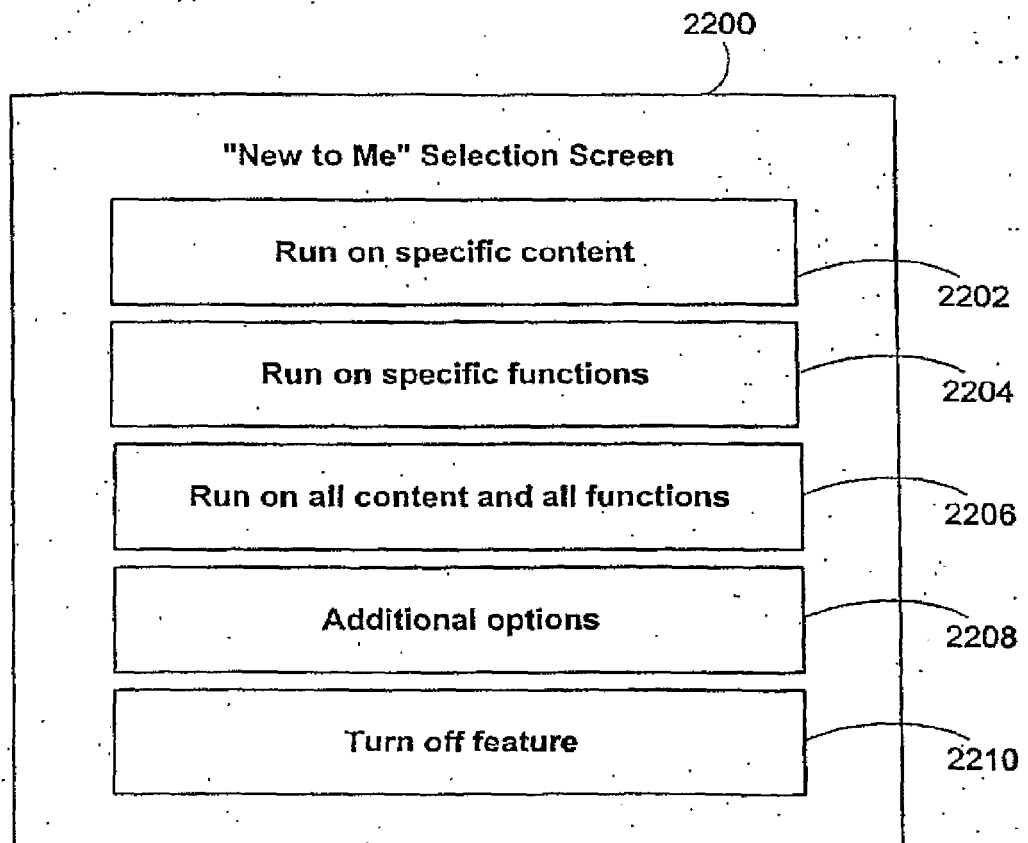 2200
"New to Me" Selection Screen
Run on specific content
2202
Run on specific functions
2204
Run on all content and all functions
2206
Additional options
2208
Turn off feature
2210